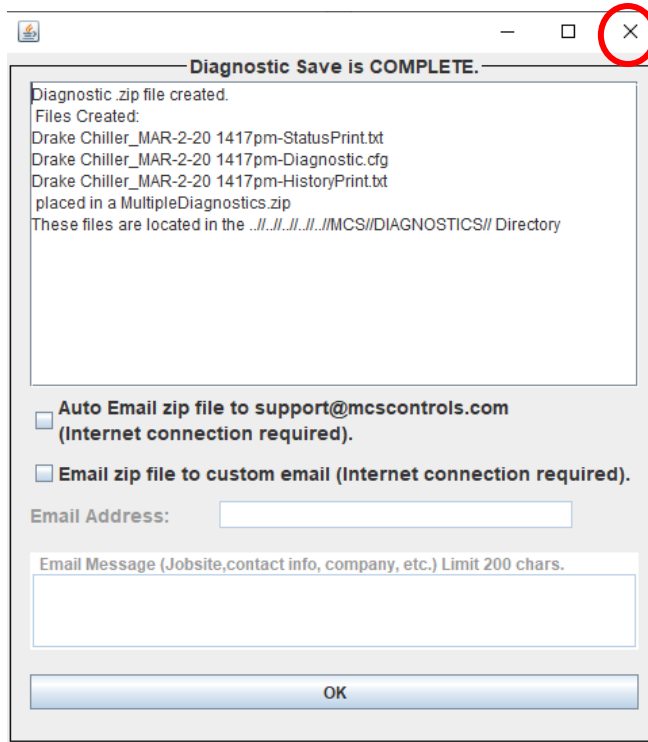 Diagnostic Save is COMPLETE.
Diagnostic .zip file created.
Files Created:
Drake Chiller_MAR-2-20 1417pm-StatusPrint.txt
Drake Chiller_MAR-2-20 1417pm-Diagnostic.cfg
Drake Chiller_MAR-2-20 1417pm-HistoryPrint.txt
placed in a MultipleDiagnostics.zip
These files are located in the ..//..//..//..//..//MCS//DIAGNOSTICS// Directory
Auto Email zip file to support@mcscontrols.com
(Internet connection required).
Email zip file to custom email (Internet connection required).
Email Address:
Email Message (Jobsite,contact info, company, etc.) Limit 200 chars.
OK